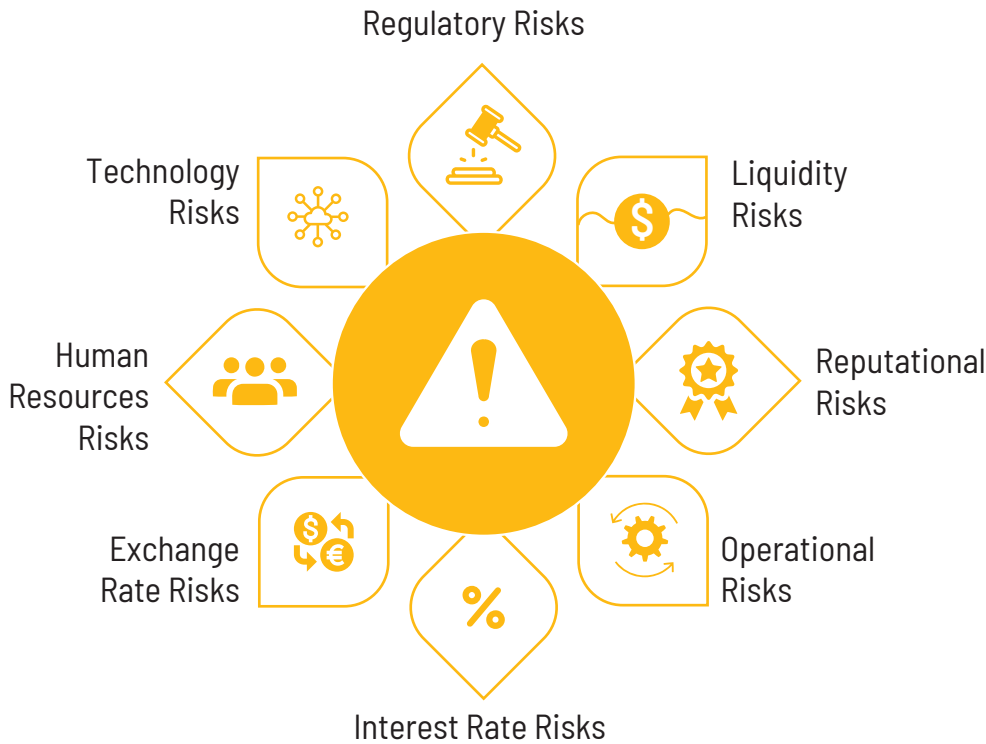 Regulatory Risks
Technology
Risks
Liquidity
Risks
Human
Resources
Risks
Reputational
Risks
Exchange
Rate Risks
Operational
Risks
Interest Rate Risks
$
$
€
%